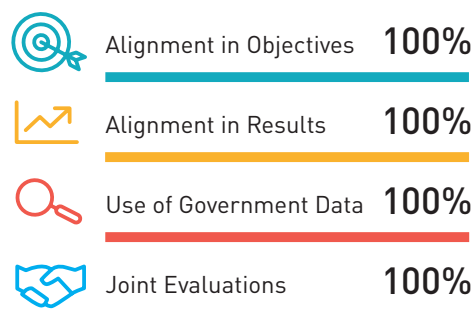 Alignment in Objectives 100%
Alignment in Results 100%
Use of Government Data 100%
Joint Evaluations 100%